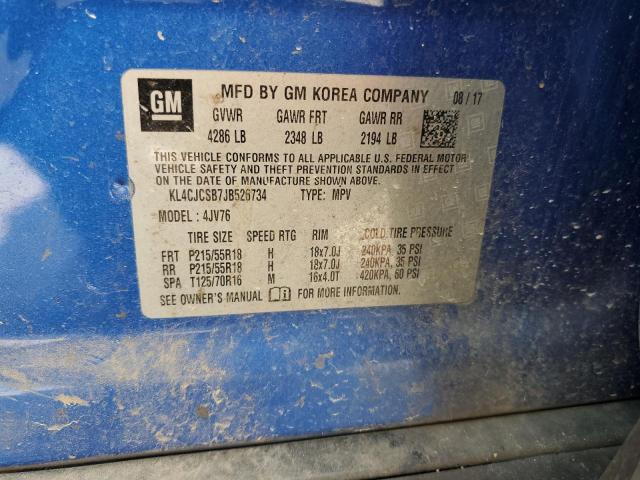 GM MFD BY GM KOREA COMPANY 08/17
GVWR GAWR FRT GAWR RR
4286 LB 2348 LB 2194 LB
THIS VEHICLE CONFORMS TO ALL APPLICABLE U.S. FEDERAL MOTOR
VEHICLE SAFETY AND THEFT PREVENTION STANDARDS IN EFFECT
ON THE DATE OF MANUFACTURE SHOWN ABOVE.
KL4CJCSB7JB526734 TYPE: MPV
MODEL: 4JV76
TIRE SIZE SPEED RTG RIM COLD TIRE PRESSURE
FRT P215/55R18 H 18x7.0J 240KPA, 35 PSI
RR P215/55R18 H 18x7.0J 240KPA, 35 PSI
SPA T125/70R16 M 16x4.0T 420KPA, 60 PSI
SEE OWNER'S MANUAL FOR MORE INFORMATION.